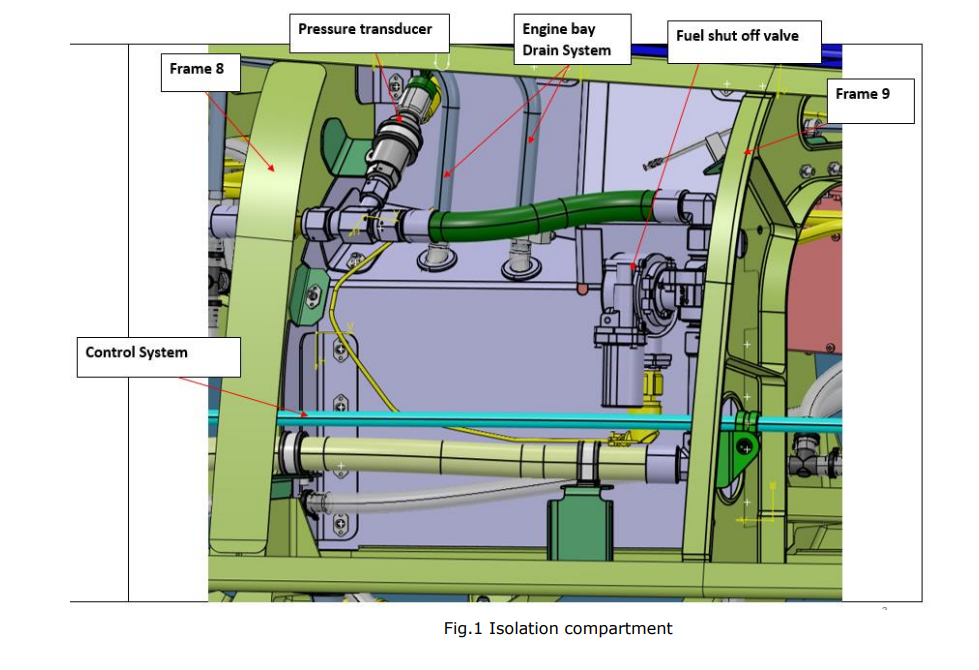 Pressure transducer
Engine bay
Drain System
Fuel shut off valve
Frame 8
Frame 9
Control System
Fig.1 Isolation compartment